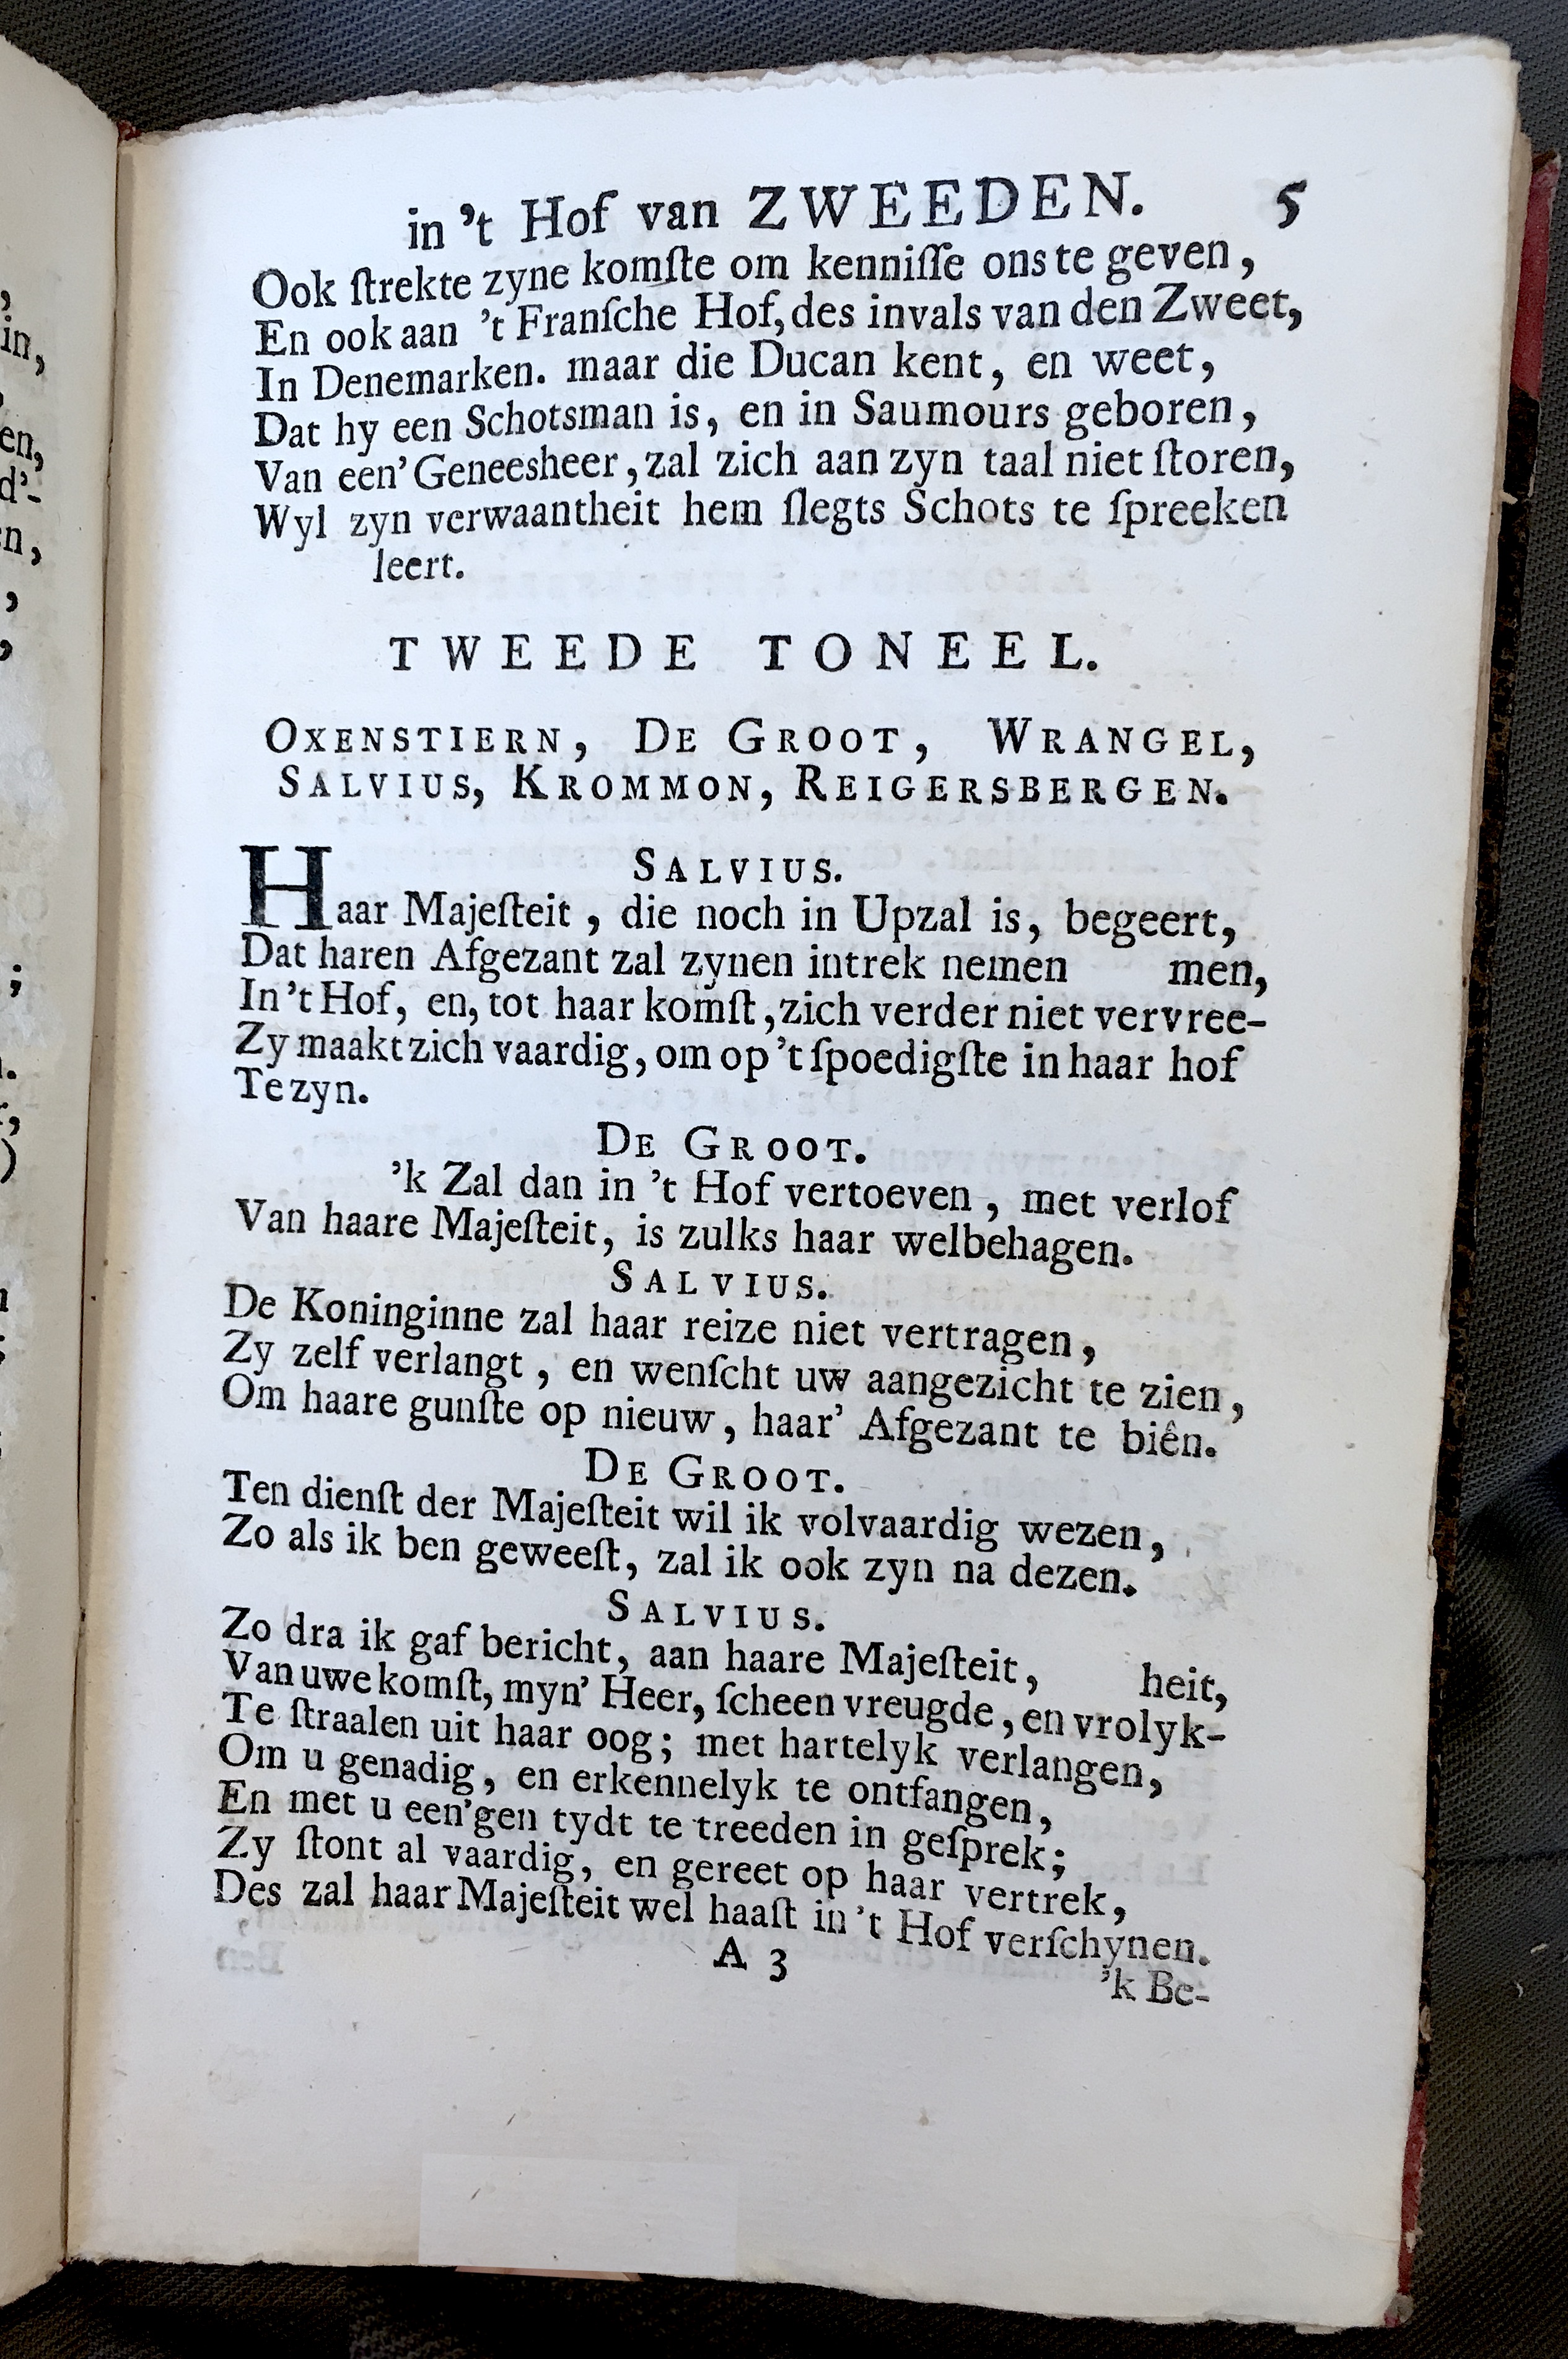 in 't Hof van ZWEEDEN. 5
Ook ſtrekte zyne komſte om kenniſſe ons te geven,
En ook aan 't Franſche Hof, des invals van den Zweet,
In Denemarken. maar die Ducan kent, en weet,
Dat hy een Schotsman is, en in Saumours geboren,
Van een' Geneesheer, zal zich aan zyn taal niet ſtoren,
Wyl zyn verwaantheit hem ſlegts Schots te ſpreeken
leert.
TWEEDE TONEEL.
OXENSTIERN, DE GROOT, WRANGEL,
SALVIUS, KROMMON, REIGERSBERGEN.
SALVIUS.
Haar Majeſteit, die noch in Upzal is, begeert,
Dat haren Afgezant zal zynen intrek nemen men,
In 't Hof, en, tot haar komſt, zich verder niet vervree-
Zy maakt zich vaardig, om op 't ſpoedigſte in haar hof
Te zyn.
DE GROOT.
'k Zal dan in 't Hof vertoeven, met verlof
Van haare Majeſteit, is zulks haar welbehagen.
SALVIUS.
De Koninginne zal haar reize niet vertragen,
Zy zelf verlangt, en wenſcht uw aangezicht te zien,
Om haare gunſte op nieuw, haar' Afgezant te biên.
DE GROOT.
Ten dienſt der Majeſteit wil ik volvaardig wezen,
Zo als ik ben geweeſt, zal ik ook zyn na dezen.
SALVIUS.
Zo dra ik gaf bericht, aan haare Majeſteit, heit,
Van uwe komſt, myn' Heer, ſcheen vreugde, en vrolyk-
Te ſtraalen uit haar oog; met hartelyk verlangen,
Om u genadig, en erkennelyk te ontfangen,
En met u een'gen tydt te treeden in geſprek;
Zy ſtont al vaardig, en gereet op haar vertrek,
Des zal haar Majeſteit wel haaſt in 't Hof verſchynen.
A 3
'k Be-